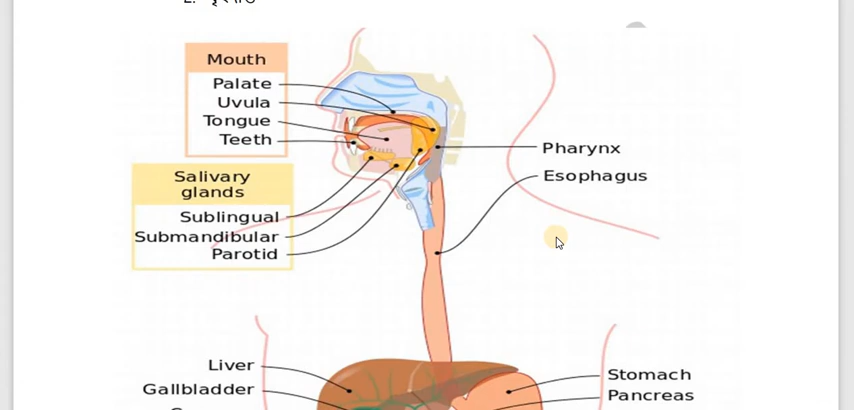 Mouth
Palate
Uvula
Tongue
Teeth
Salivary
glands
Sublingual
Submandibular
Parotid
Pharynx
Esophagus
Liver
Gallbladder
Stomach
Pancreas